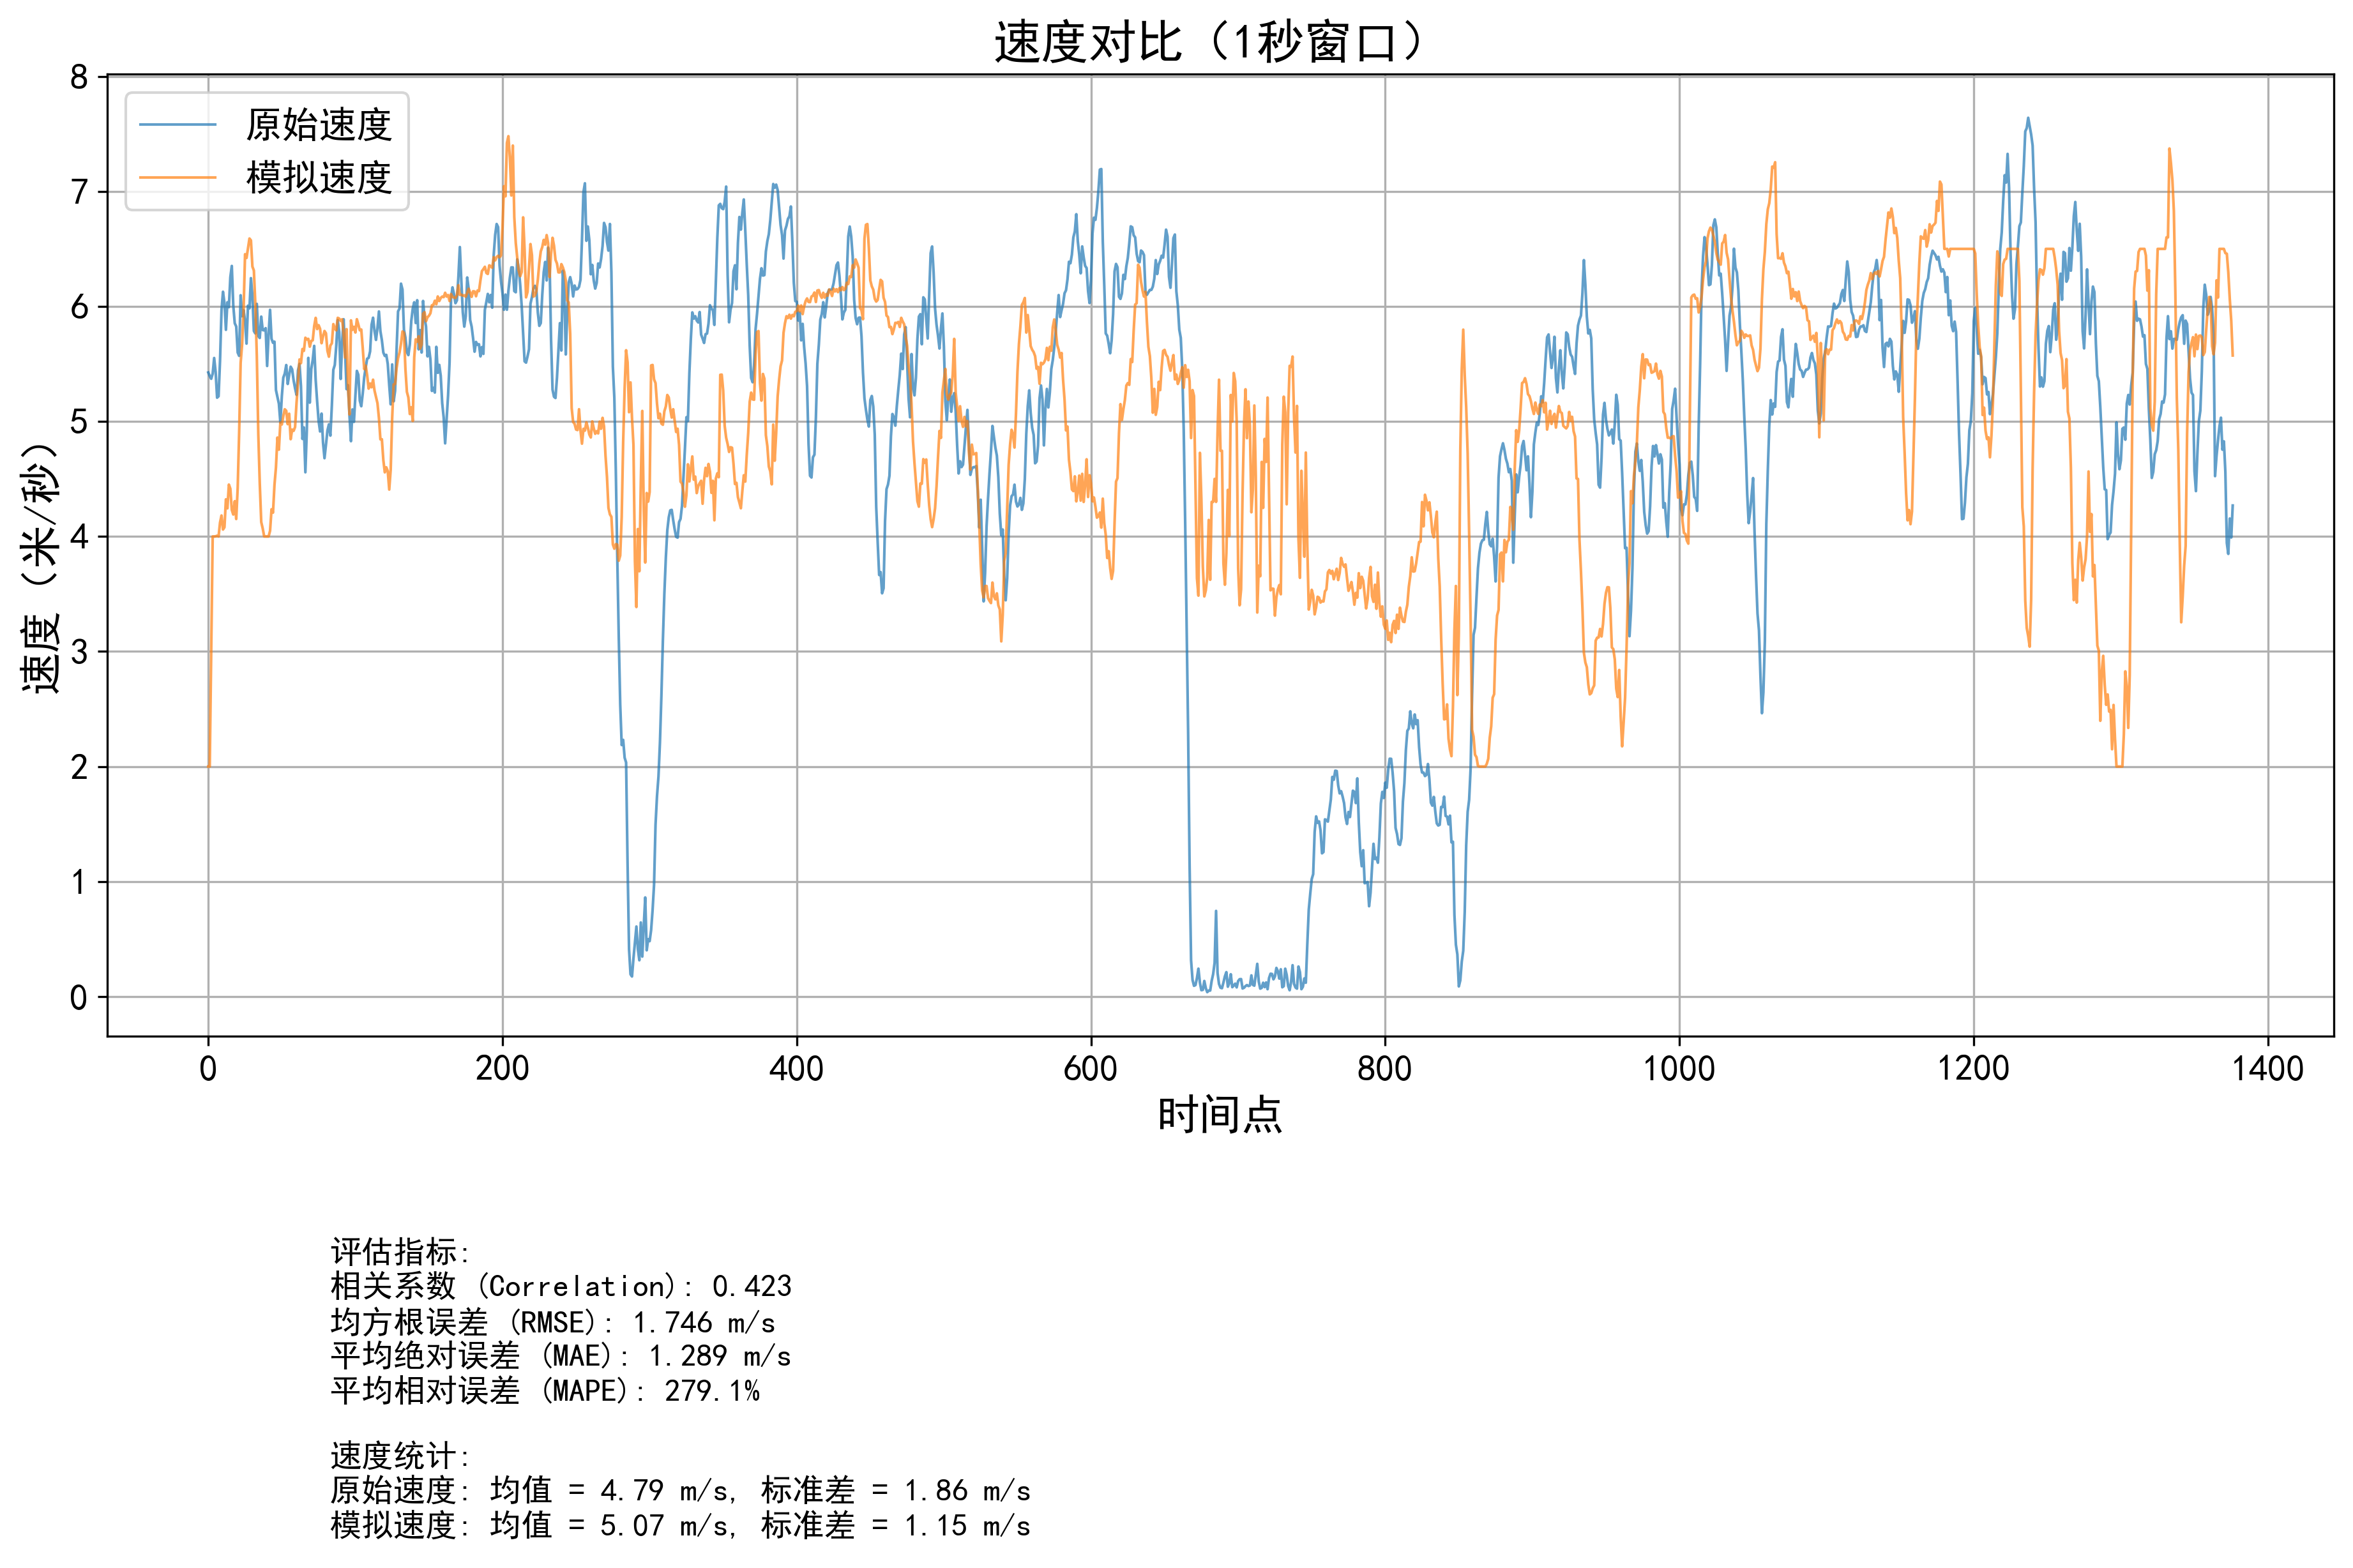 速度对比（1秒窗口）
原始速度
模拟速度
速度（米/秒）
8
7
6
5
4
3
2
1
0
0 200 400 600 800 1000 1200 1400
时间点
评估指标:
相关系数 (Correlation): 0.423
均方根误差 (RMSE): 1.746 m/s
平均绝对误差 (MAE): 1.289 m/s
平均相对误差 (MAPE): 279.1%
速度统计:
原始速度: 均值 = 4.79 m/s, 标准差 = 1.86 m/s
模拟速度: 均值 = 5.07 m/s, 标准差 = 1.15 m/s